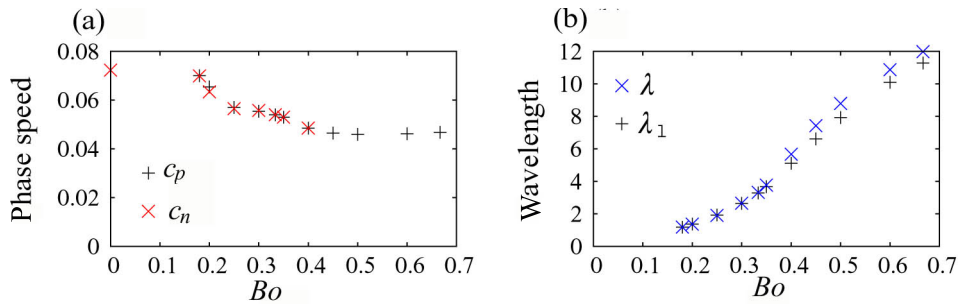 (a)
Phase speed
0.08
0.06
0.04
0.02
0
+ c_p
× c_n
0 0.1 0.2 0.3 0.4 0.5 0.6 0.7
Bo
(b)
Wavelength
12
10
8
6
4
2
0
× λ
+ λ_1
0 0.1 0.2 0.3 0.4 0.5 0.6 0.7
Bo